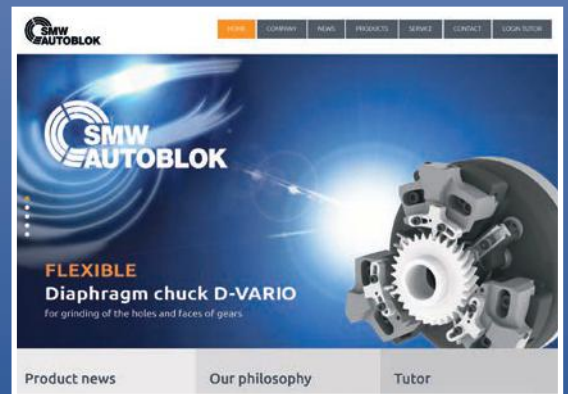 SMW
AUTOBLOK
HOME COMPANY NEWS PRODUCTS SERVICE CONTACT LOGIN TUTOR
SMW
AUTOBLOK
FLEXIBLE
Diaphragm chuck D-VARIO
for grinding of the holes and faces of gears
Product news Our philosophy Tutor